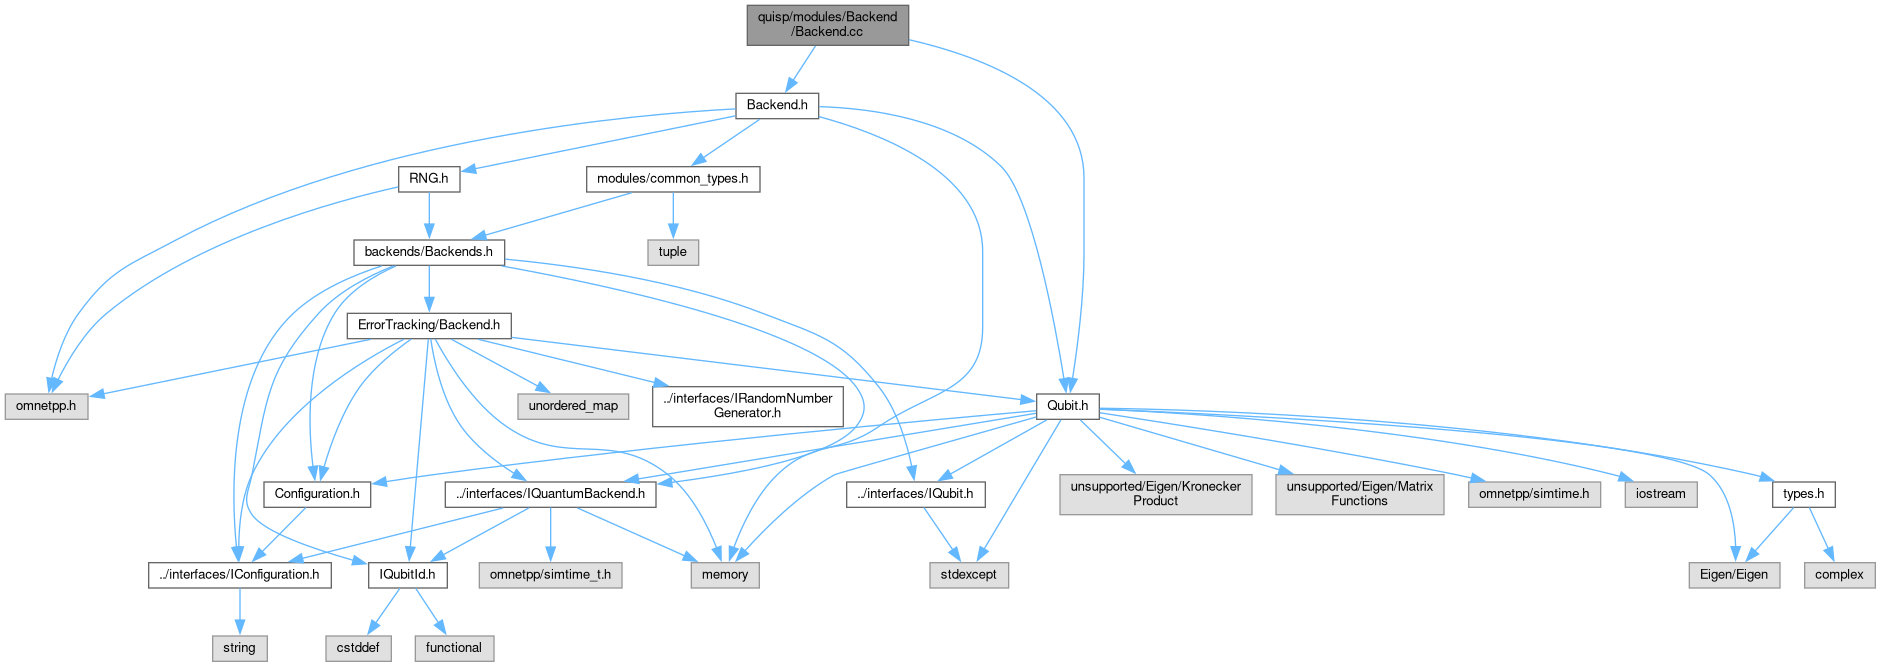 quisp/modules/Backend
/Backend.cc
Backend.h
RNG.h
modules/common_types.h
backends/Backends.h
tuple
ErrorTracking/Backend.h
omnetpp.h
unordered_map
../interfaces/IRandomNumber
Generator.h
Qubit.h
Configuration.h
../interfaces/IQuantumBackend.h
../interfaces/IQubit.h
unsupported/Eigen/Kronecker
Product
unsupported/Eigen/Matrix
Functions
omnetpp/simtime.h
iostream
types.h
../interfaces/IConfiguration.h
IQubitId.h
omnetpp/simtime_t.h
memory
stdexcept
Eigen/Eigen
complex
string
cstddef
functional